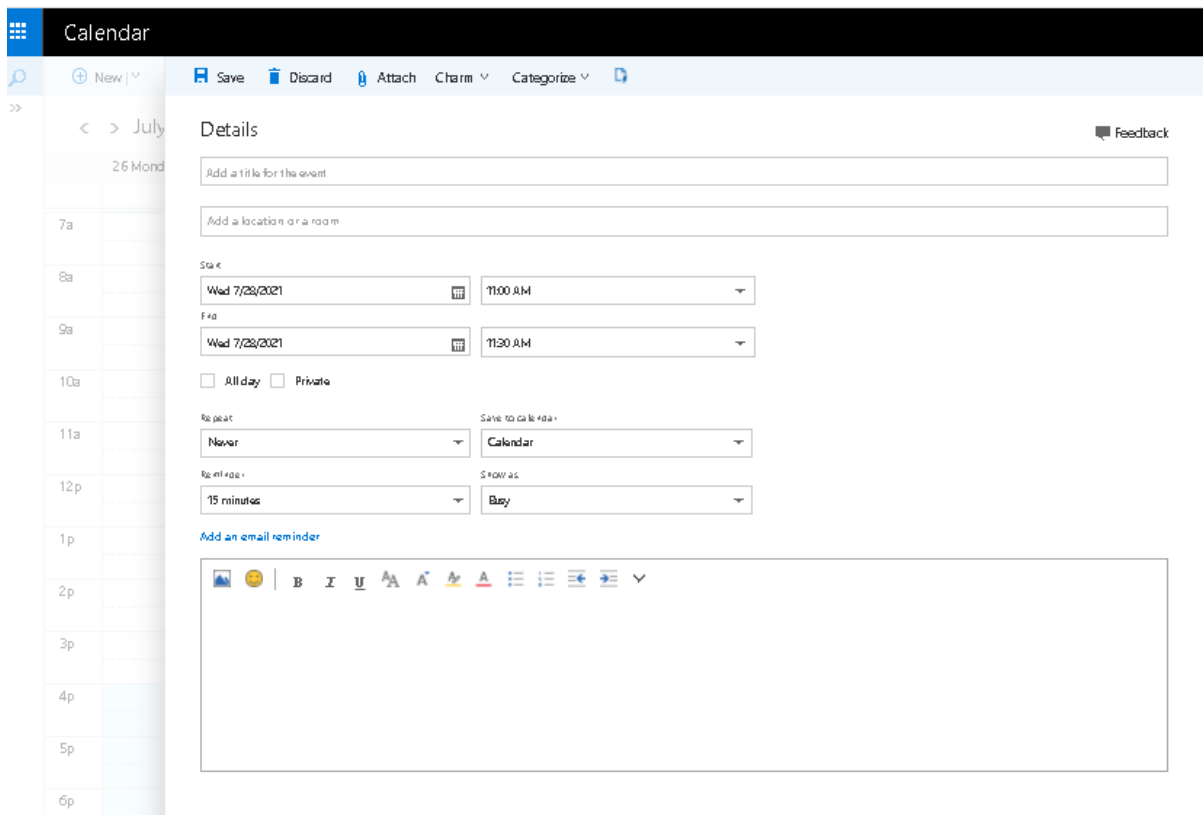 Calendar
New Save Discard Attach Charm Categorize
July Details Feedback
26 Mond
Add a title for the event
Add a location or a room
7a
8a
9a
10a
11a
12p
1p
2p
3p
4p
5p
6p
Start
Wed 7/28/2021 11:00 AM
End
Wed 7/28/2021 11:30 AM
All day Private
Repeat Save to calendar
Never Calendar
Reminder Show as
15 minutes Busy
Add an email reminder
B I U AA A A A